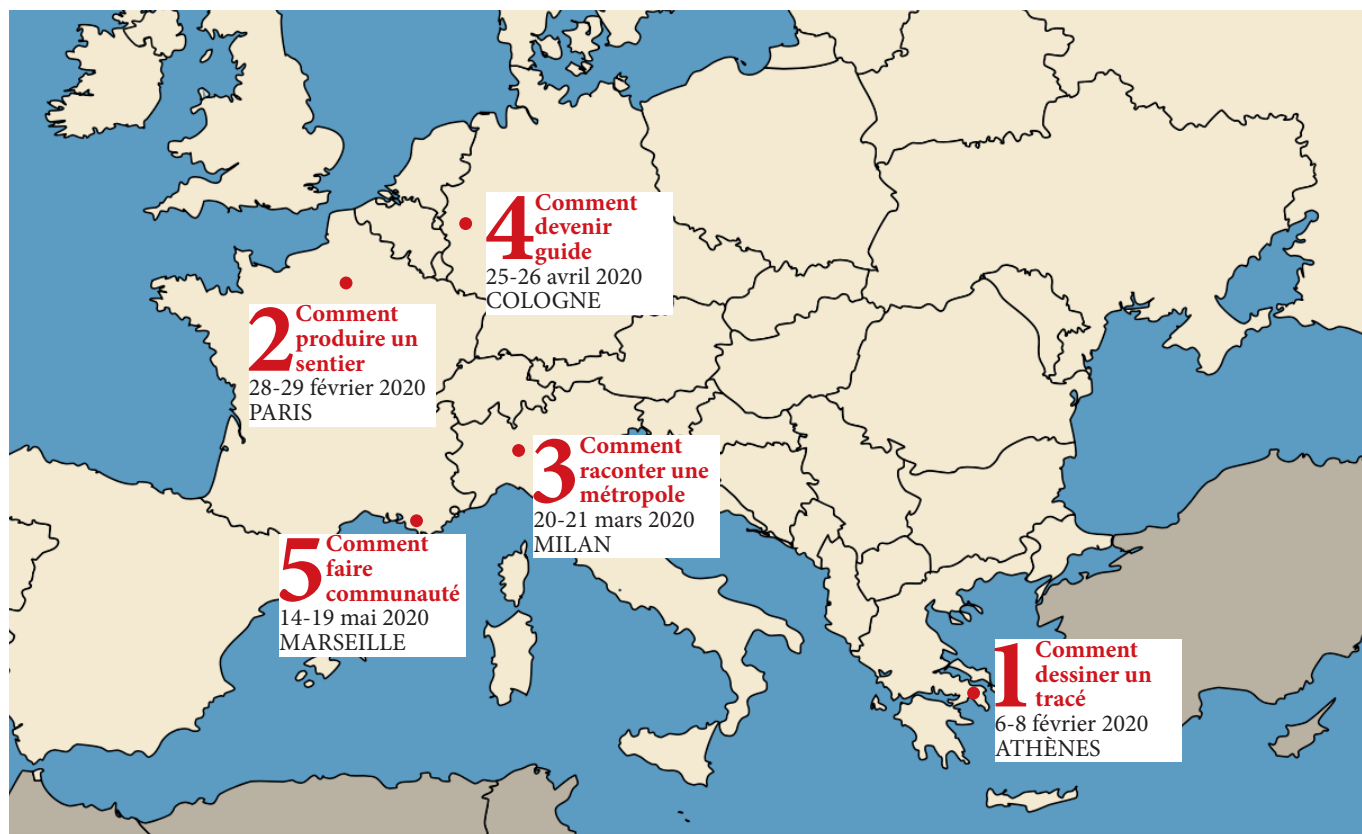 4 Comment
devenir
guide
25-26 avril 2020
COLOGNE
2 Comment
produire un
sentier
28-29 février 2020
PARIS
3 Comment
raconter une
métropole
20-21 mars 2020
MILAN
5 Comment
faire
communauté
14-19 mai 2020
MARSEILLE
1 Comment
dessiner un
tracé
6-8 février 2020
ATHÈNES